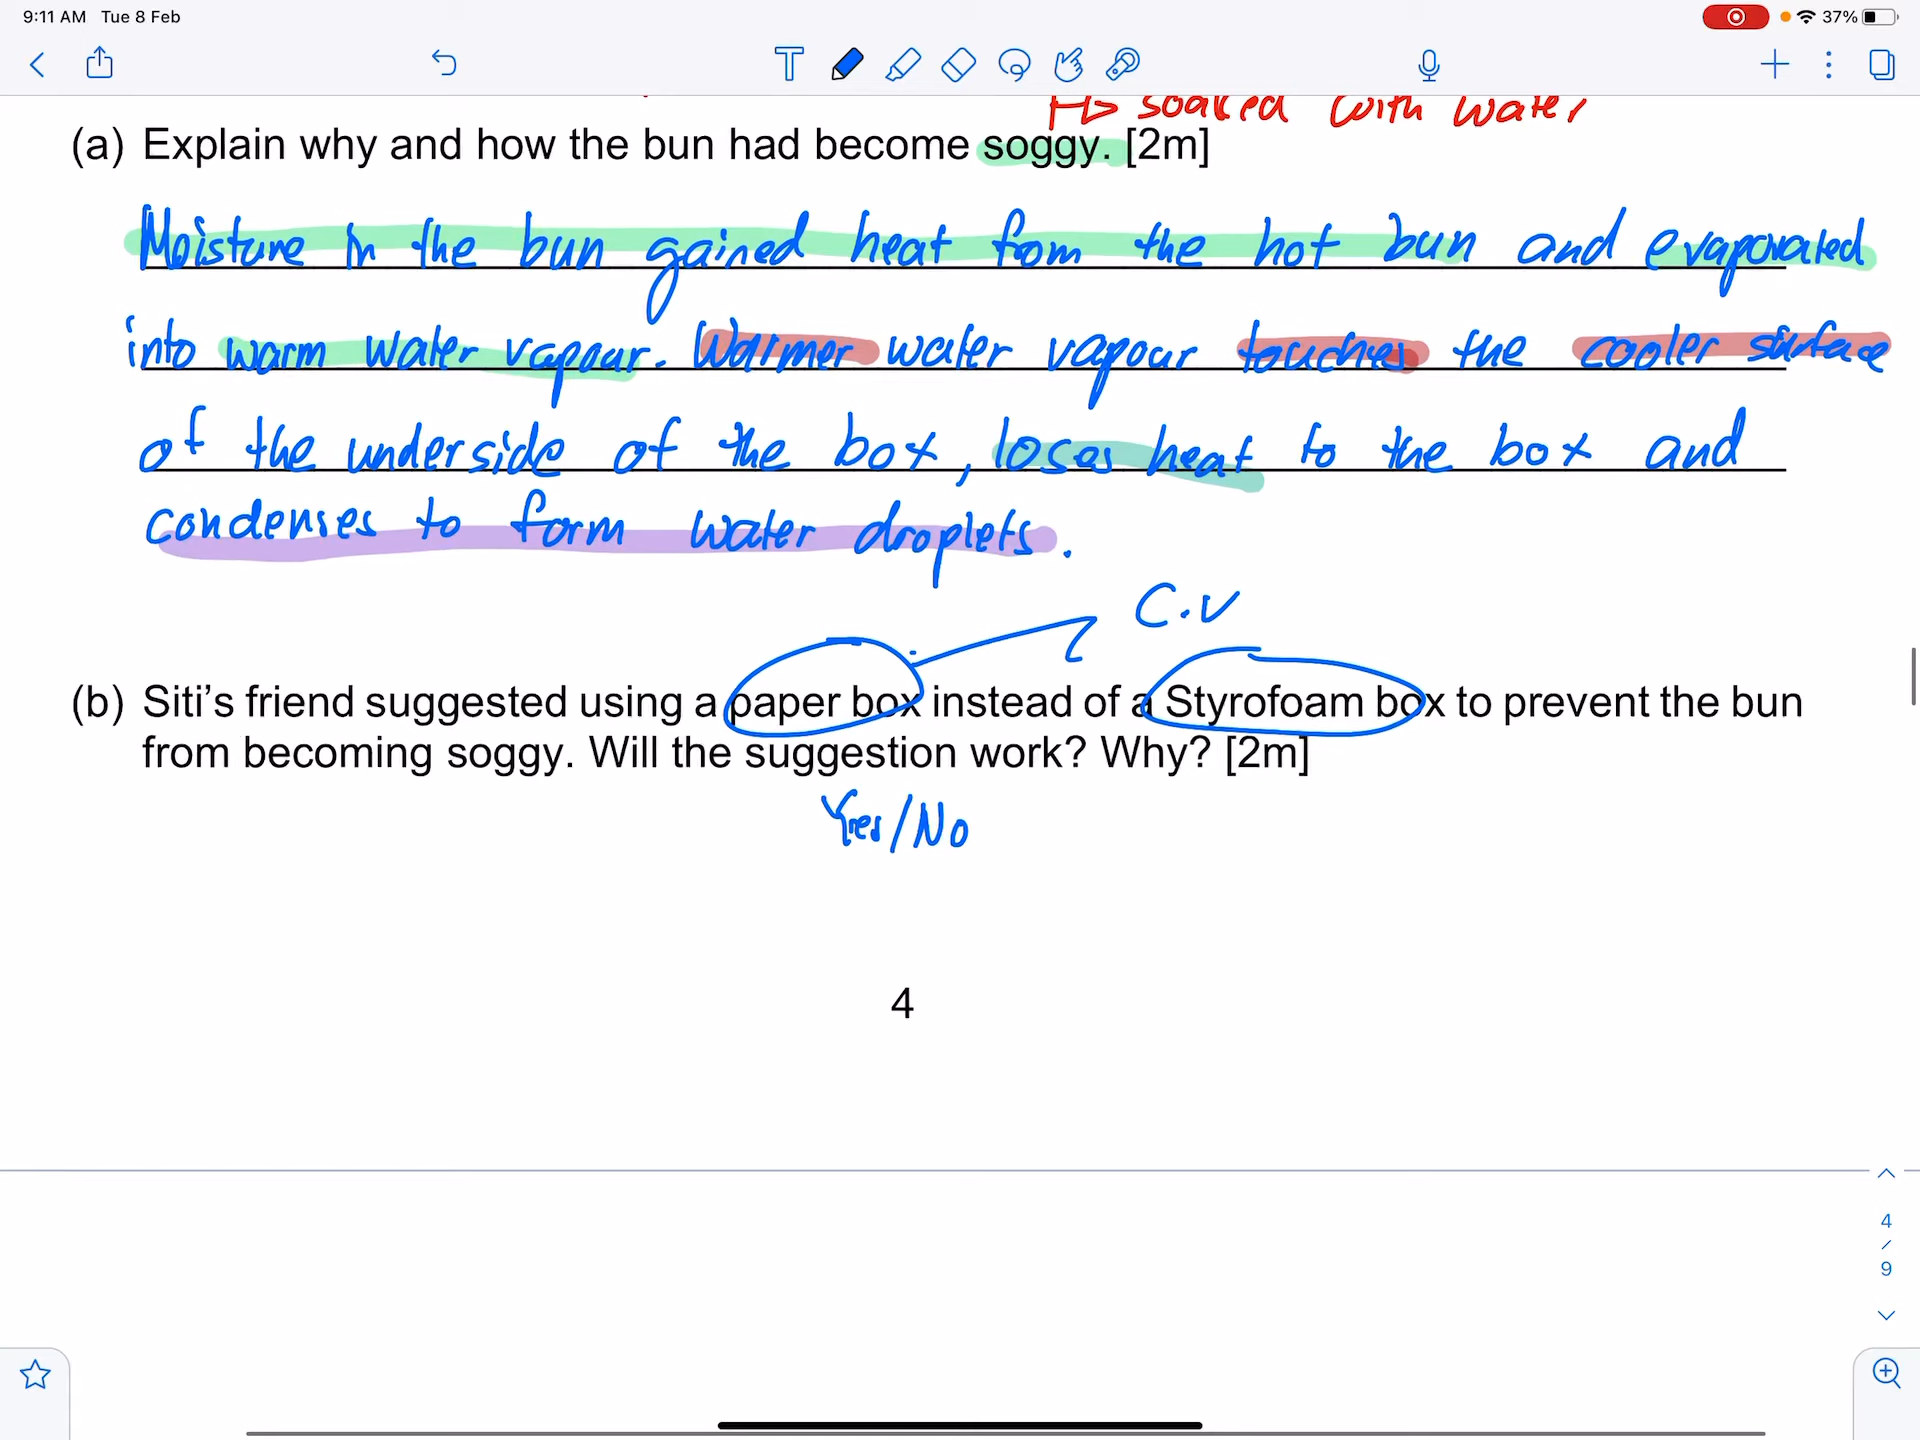 9:11 AM Tue 8 Feb
37%
soaked with water
(a) Explain why and how the bun had become soggy. [2m]
Moisture in the bun gained heat from the hot bun and evaporated
into warm water vapour. Warmer water vapour touches the cooler surface
of the underside of the box, loses heat to the box and
condenses to form water droplets.
C.V
(b) Siti's friend suggested using a paper box instead of a Styrofoam box to prevent the bun
from becoming soggy. Will the suggestion work? Why? [2m]
Yes/No
4
4
/
9